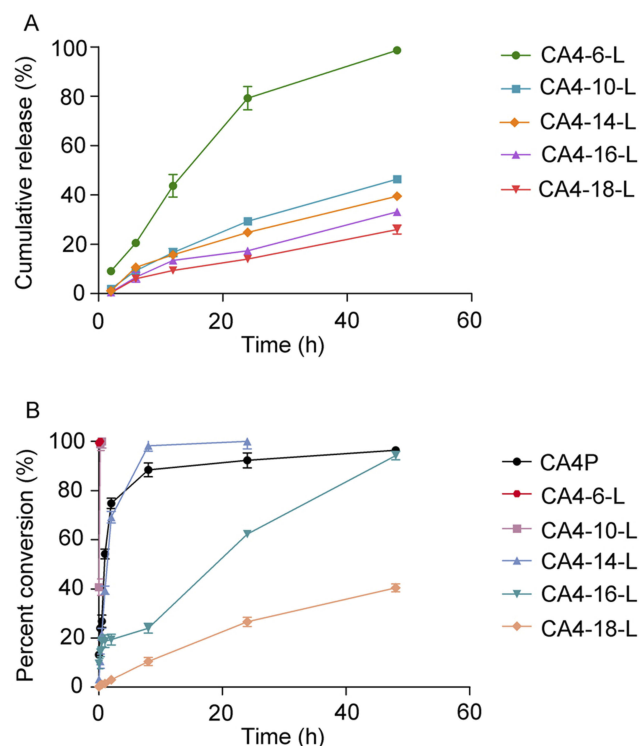 A
Cumulative release (%)
100
80
60
40
20
0
0 20 40 60
Time (h)
CA4-6-L
CA4-10-L
CA4-14-L
CA4-16-L
CA4-18-L
B
Percent conversion (%)
100
80
60
40
20
0
0 20 40 60
Time (h)
CA4P
CA4-6-L
CA4-10-L
CA4-14-L
CA4-16-L
CA4-18-L